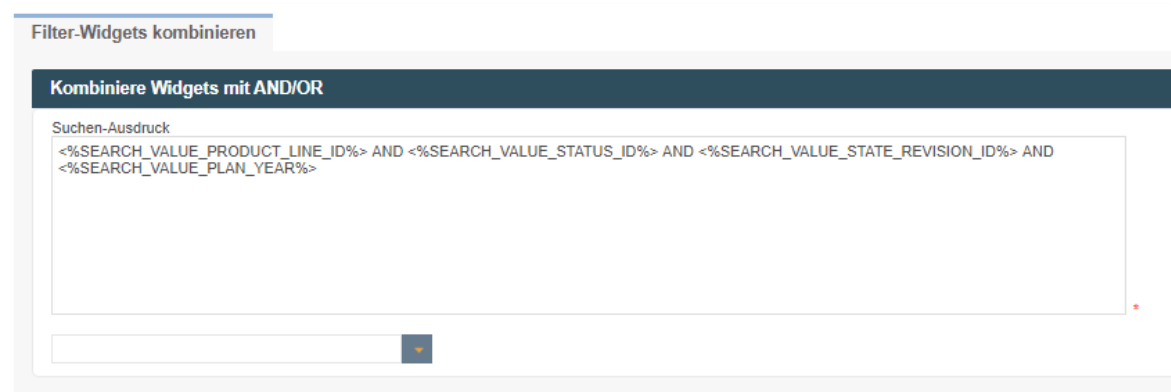 Filter-Widgets kombinieren
Kombiniere Widgets mit AND/OR
Suchen-Ausdruck
<%SEARCH_VALUE_PRODUCT_LINE_ID%> AND <%SEARCH_VALUE_STATUS_ID%> AND <%SEARCH_VALUE_STATE_REVISION_ID%> AND
<%SEARCH_VALUE_PLAN_YEAR%>
*